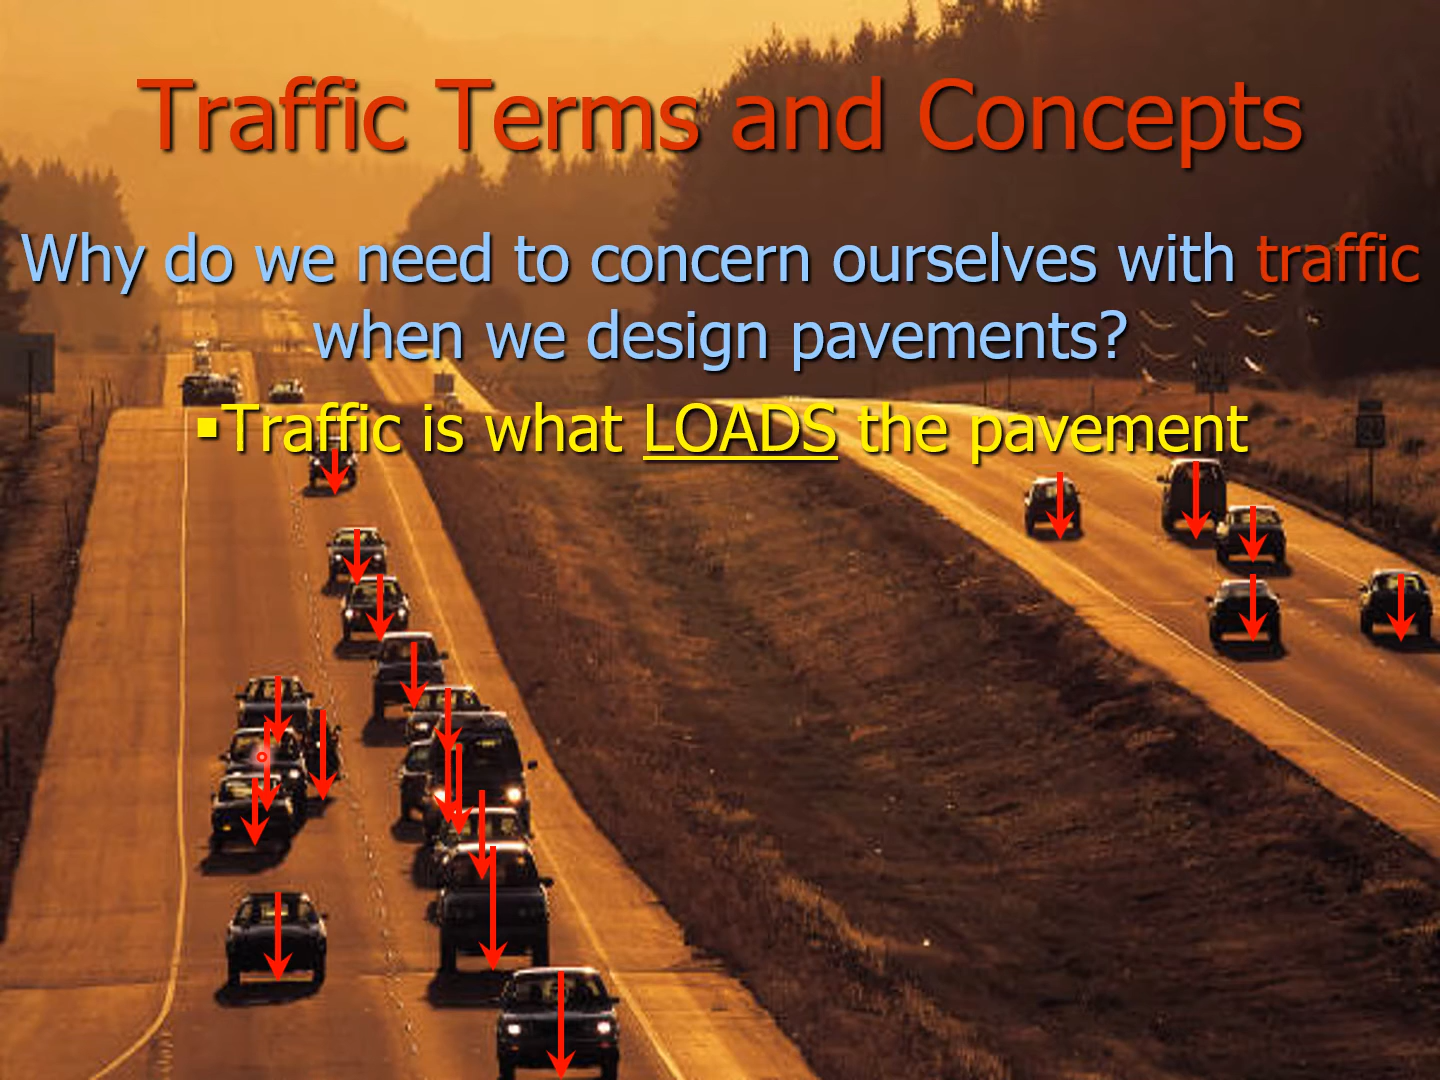 Traffic Terms and Concepts
Why do we need to concern ourselves with traffic
when we design pavements?
▪Traffic is what LOADS the pavement